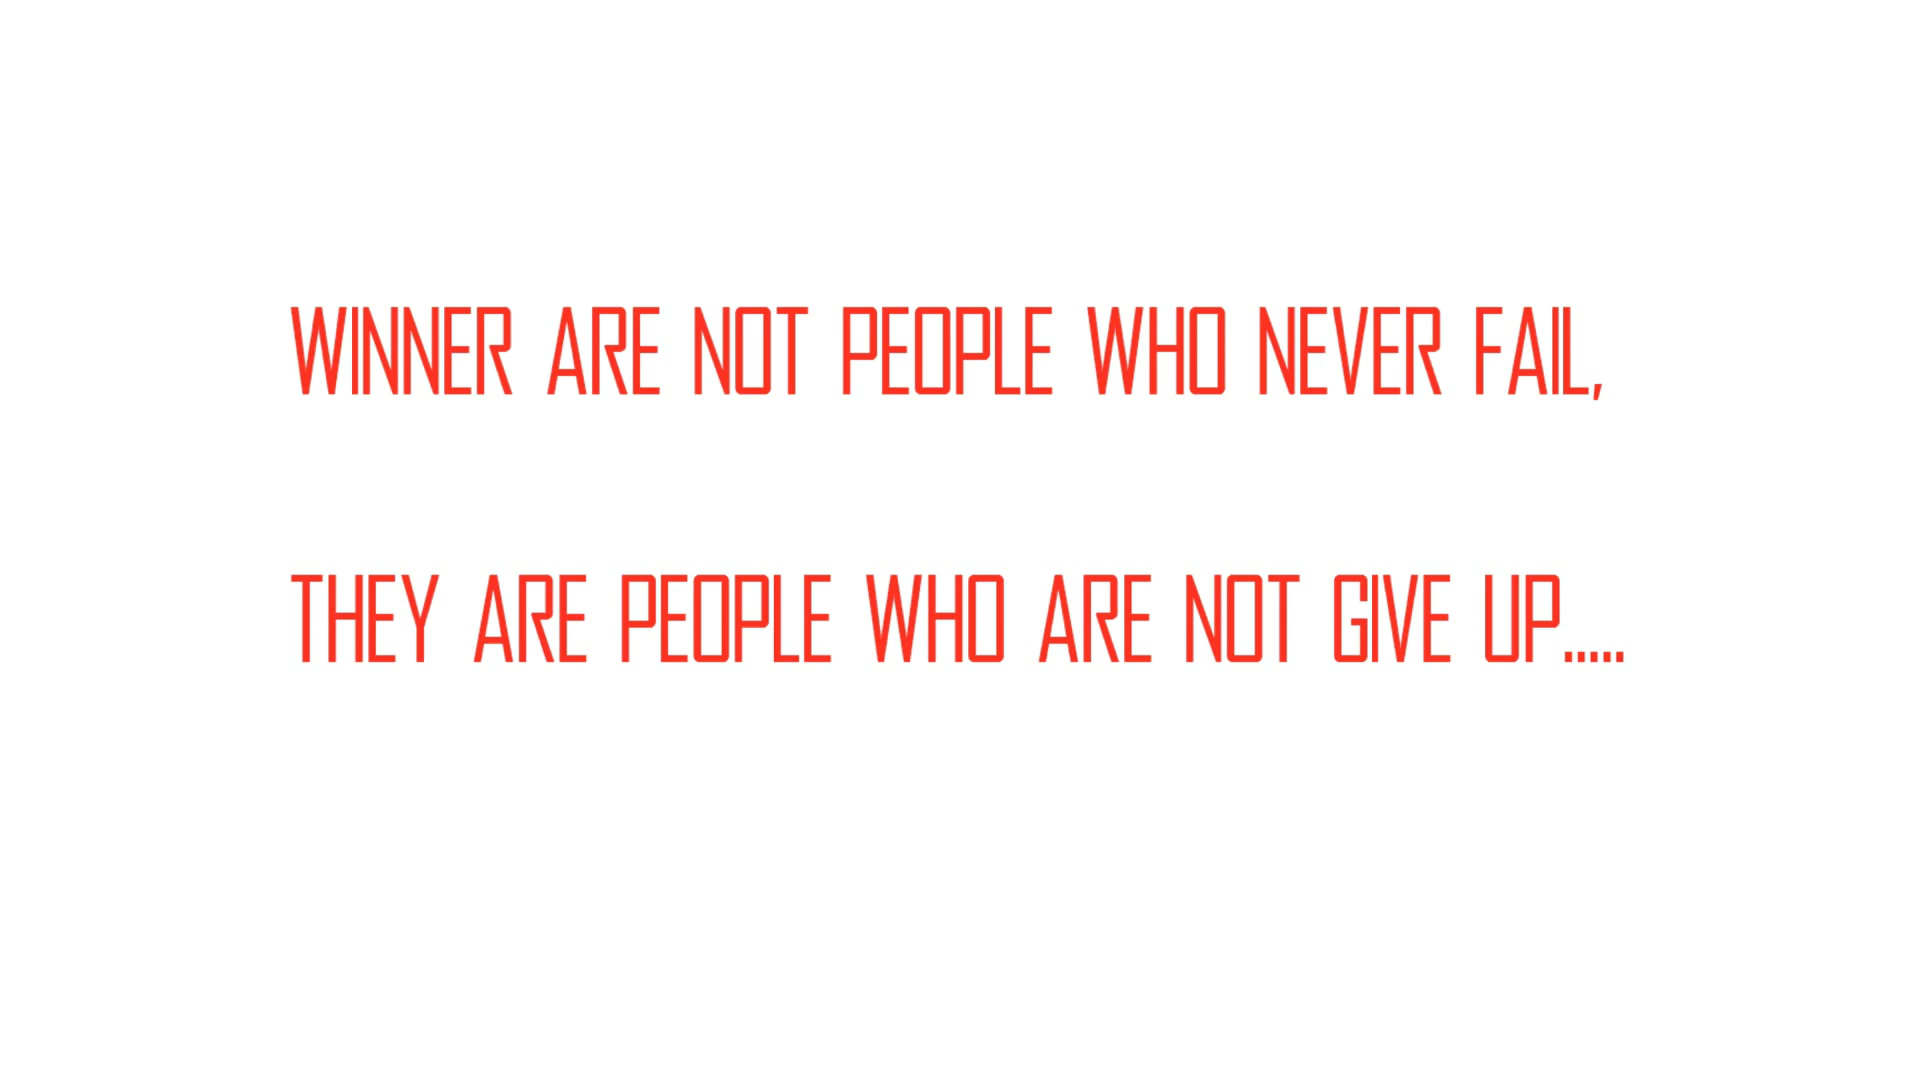 WINNER ARE NOT PEOPLE WHO NEVER FAIL,
THEY ARE PEOPLE WHO ARE NOT GIVE UP.....